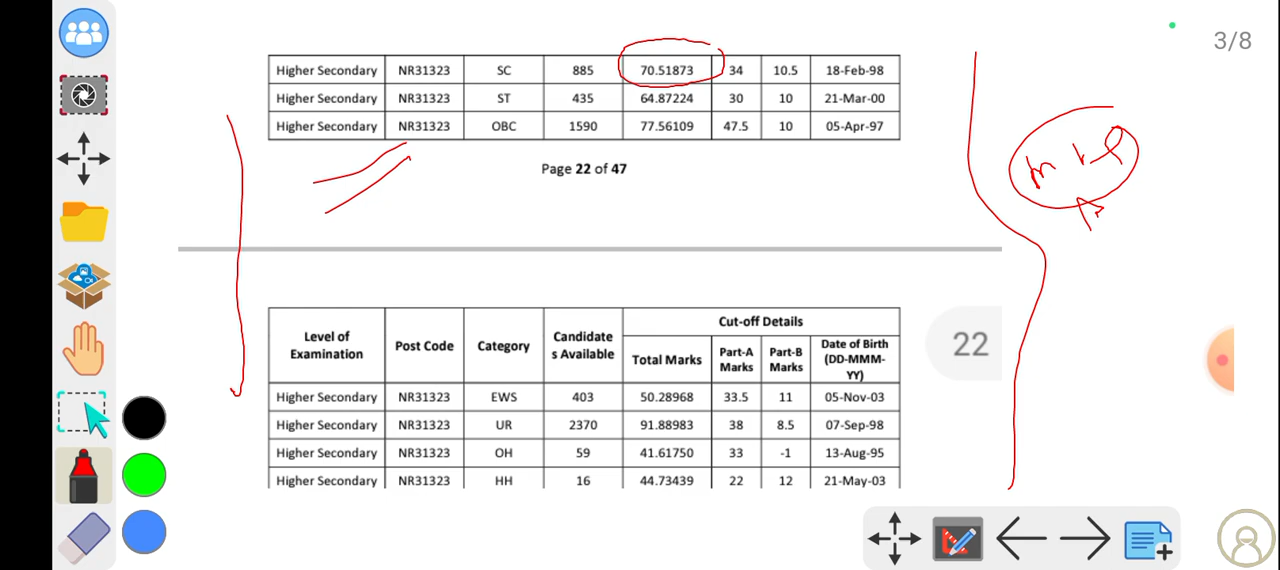 3/8
Higher Secondary NR31323 SC 885 70.51873 34 10.5 18-Feb-98
Higher Secondary NR31323 ST 435 64.87224 30 10 21-Mar-00
Higher Secondary NR31323 OBC 1590 77.56109 47.5 10 05-Apr-97
Page 22 of 47
22
Level of Examination Post Code Category Candidate s Available Cut-off Details
Total Marks Part-A Marks Part-B Marks Date of Birth (DD-MMM-YY)
Higher Secondary NR31323 EWS 403 50.28968 33.5 11 05-Nov-03
Higher Secondary NR31323 UR 2370 91.88983 38 8.5 07-Sep-98
Higher Secondary NR31323 OH 59 41.61750 33 -1 13-Aug-95
Higher Secondary NR31323 HH 16 44.73439 22 12 21-May-03